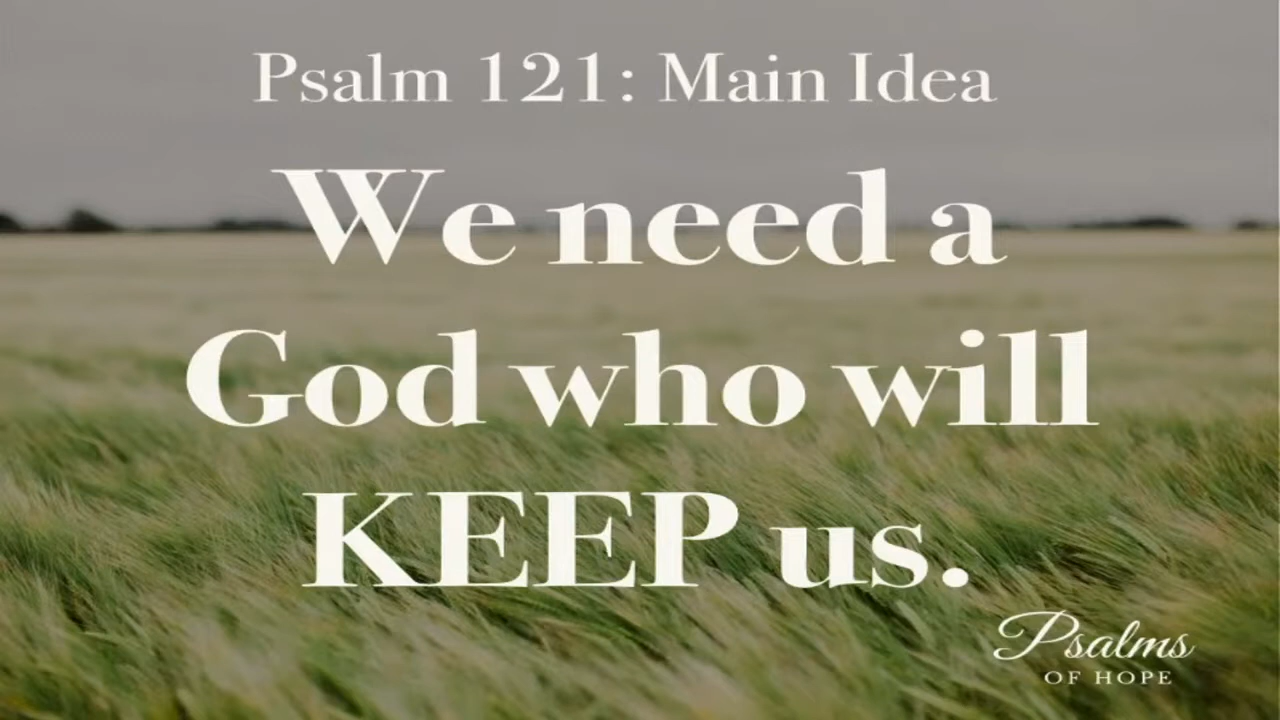 Psalm 121: Main Idea
We need a
God who will
KEEP us.
Psalms
OF HOPE